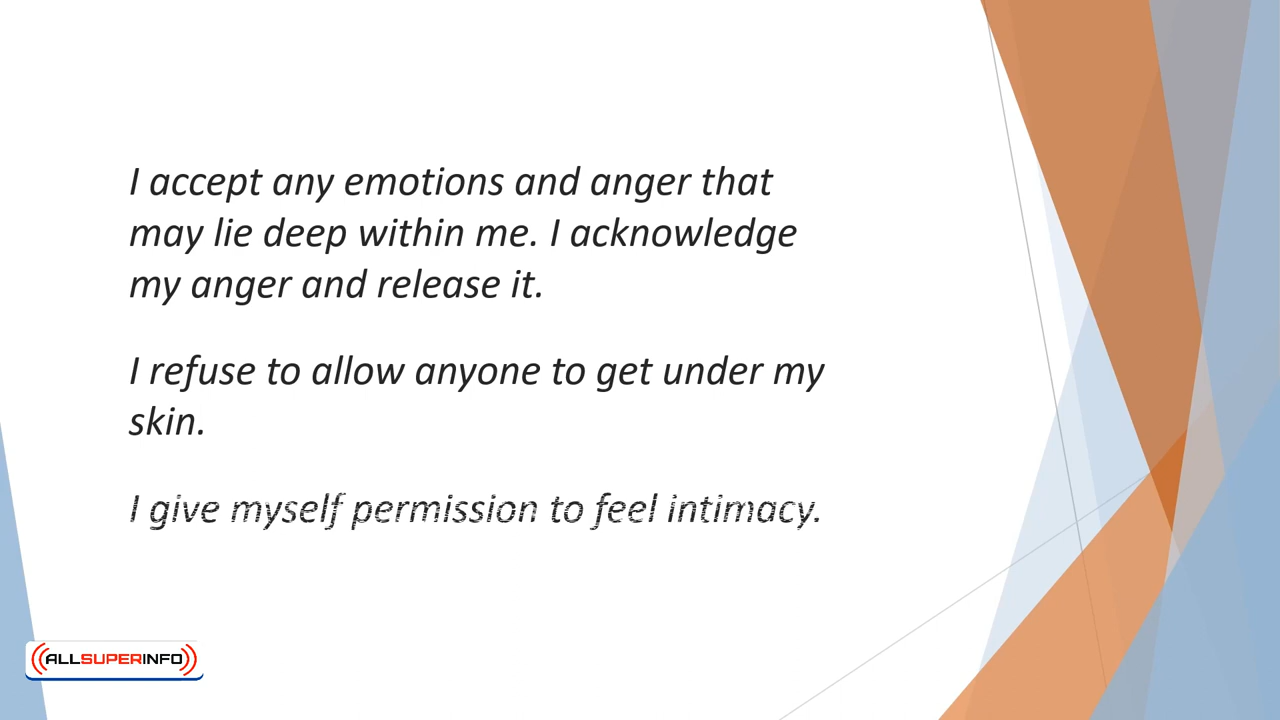 I accept any emotions and anger that
may lie deep within me. I acknowledge
my anger and release it.
I refuse to allow anyone to get under my
skin.
I give myself permission to feel intimacy.
ALLSUPERINFO